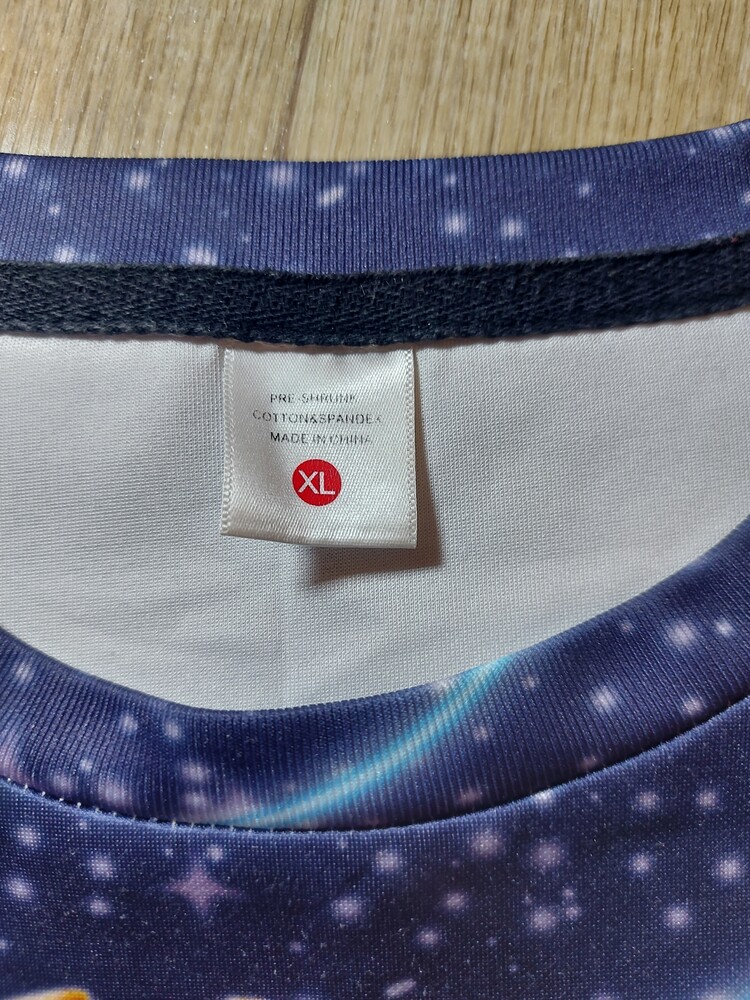 PRE-SHRUNK
COTTON&SPANDEX
MADE IN CHINA
XL